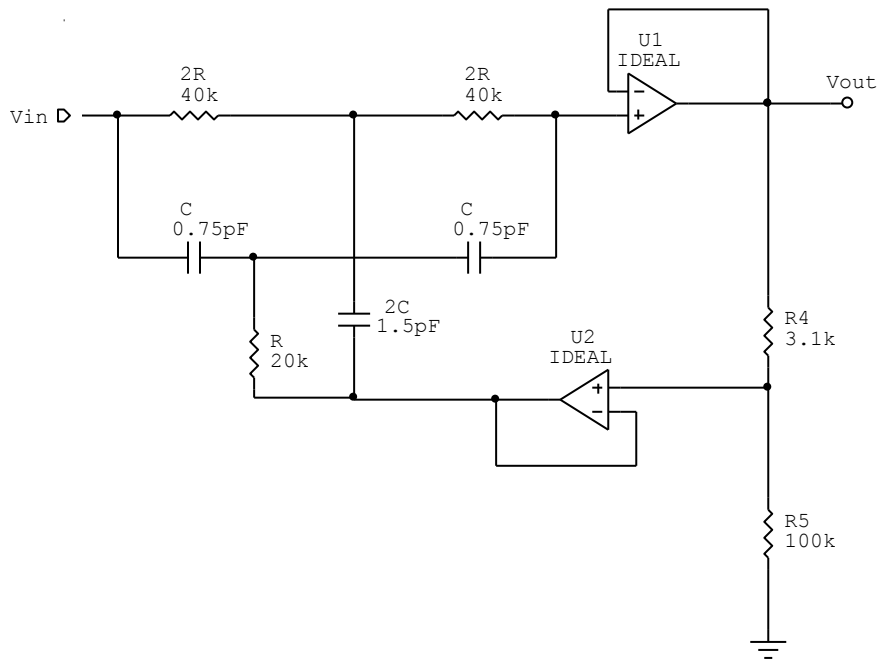 U1
IDEAL
2R
40k
2R
40k
Vout
Vin
C
0.75pF
C
0.75pF
2C
1.5pF
R
20k
U2
IDEAL
R4
3.1k
R5
100k